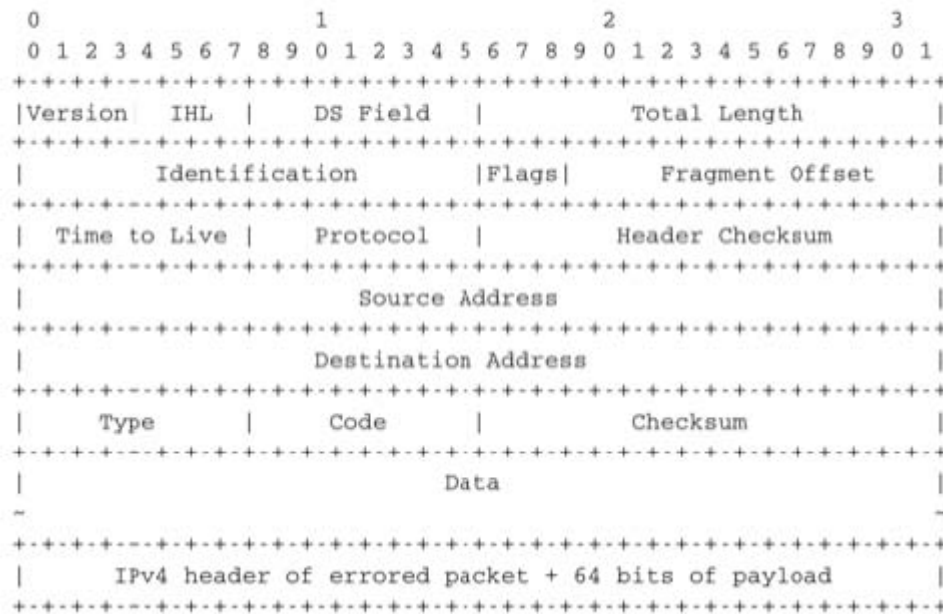 0                   1                   2                   3
0 1 2 3 4 5 6 7 8 9 0 1 2 3 4 5 6 7 8 9 0 1 2 3 4 5 6 7 8 9 0 1
+-+-+-+-+-+-+-+-+-+-+-+-+-+-+-+-+-+-+-+-+-+-+-+-+-+-+-+-+-+-+-+-+
|Version|  IHL  |    DS Field   |          Total Length         |
+-+-+-+-+-+-+-+-+-+-+-+-+-+-+-+-+-+-+-+-+-+-+-+-+-+-+-+-+-+-+-+-+
|         Identification        |Flags|      Fragment Offset    |
+-+-+-+-+-+-+-+-+-+-+-+-+-+-+-+-+-+-+-+-+-+-+-+-+-+-+-+-+-+-+-+-+
|  Time to Live |    Protocol   |         Header Checksum       |
+-+-+-+-+-+-+-+-+-+-+-+-+-+-+-+-+-+-+-+-+-+-+-+-+-+-+-+-+-+-+-+-+
|                       Source Address                          |
+-+-+-+-+-+-+-+-+-+-+-+-+-+-+-+-+-+-+-+-+-+-+-+-+-+-+-+-+-+-+-+-+
|                    Destination Address                        |
+-+-+-+-+-+-+-+-+-+-+-+-+-+-+-+-+-+-+-+-+-+-+-+-+-+-+-+-+-+-+-+-+
|     Type      |     Code      |          Checksum             |
+-+-+-+-+-+-+-+-+-+-+-+-+-+-+-+-+-+-+-+-+-+-+-+-+-+-+-+-+-+-+-+-+
|                             Data                              |
~                                                               ~
+-+-+-+-+-+-+-+-+-+-+-+-+-+-+-+-+-+-+-+-+-+-+-+-+-+-+-+-+-+-+-+-+
|      IPv4 header of errored packet + 64 bits of payload       |
+-+-+-+-+-+-+-+-+-+-+-+-+-+-+-+-+-+-+-+-+-+-+-+-+-+-+-+-+-+-+-+-+